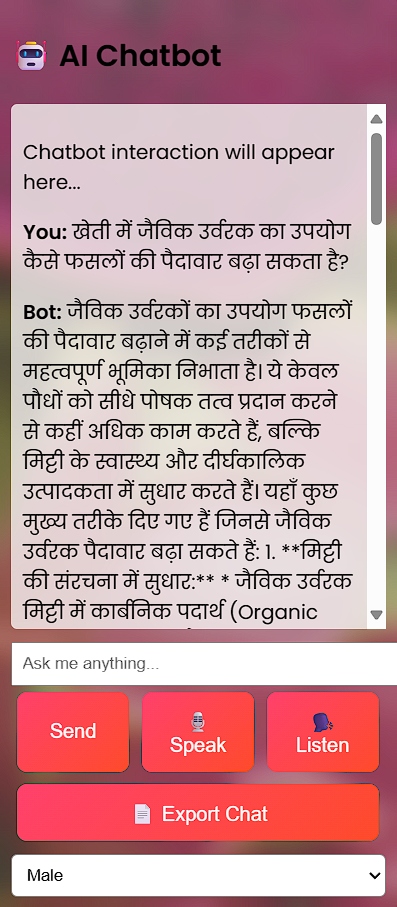 AI Chatbot
Chatbot interaction will appear
here...
You: खेती में जैविक उर्वरक का उपयोग
कैसे फसलों की पैदावार बढ़ा सकता है?
Bot: जैविक उर्वरकों का उपयोग फसलों
की पैदावार बढ़ाने में कई तरीकों से
महत्वपूर्ण भूमिका निभाता है। ये केवल
पौधों को सीधे पोषक तत्व प्रदान करने
से कहीं अधिक काम करते हैं, बल्कि
मिट्टी के स्वास्थ्य और दीर्घकालिक
उत्पादकता में सुधार करते हैं। यहाँ कुछ
मुख्य तरीके दिए गए हैं जिनसे जैविक
उर्वरक पैदावार बढ़ा सकते हैं: 1. **मिट्टी
की संरचना में सुधार:** * जैविक उर्वरक
मिट्टी में कार्बनिक पदार्थ (Organic
Ask me anything...
Send
Speak
Listen
Export Chat
Male